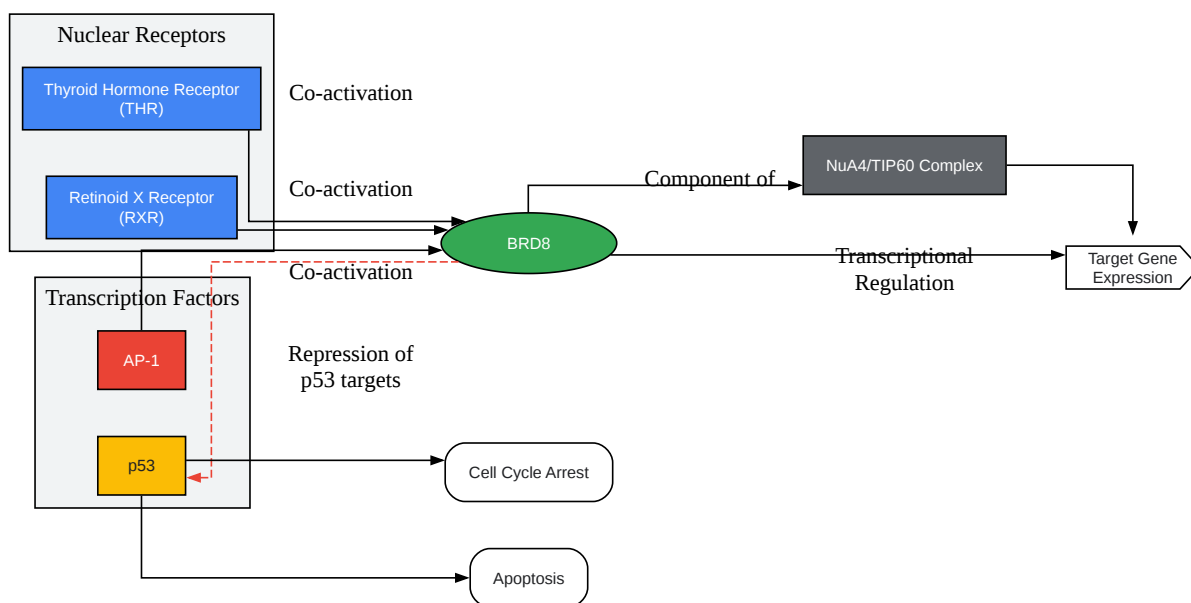 Nuclear Receptors
Thyroid Hormone Receptor
(THR)
Co-activation
NuA4/TIP60 Complex
Component of
Co-activation
Retinoid X Receptor
(RXR)
BRD8
Transcriptional
Regulation
Target Gene
Expression
Co-activation
Transcription Factors
AP-1
Repression of
p53 targets
p53
Cell Cycle Arrest
Apoptosis